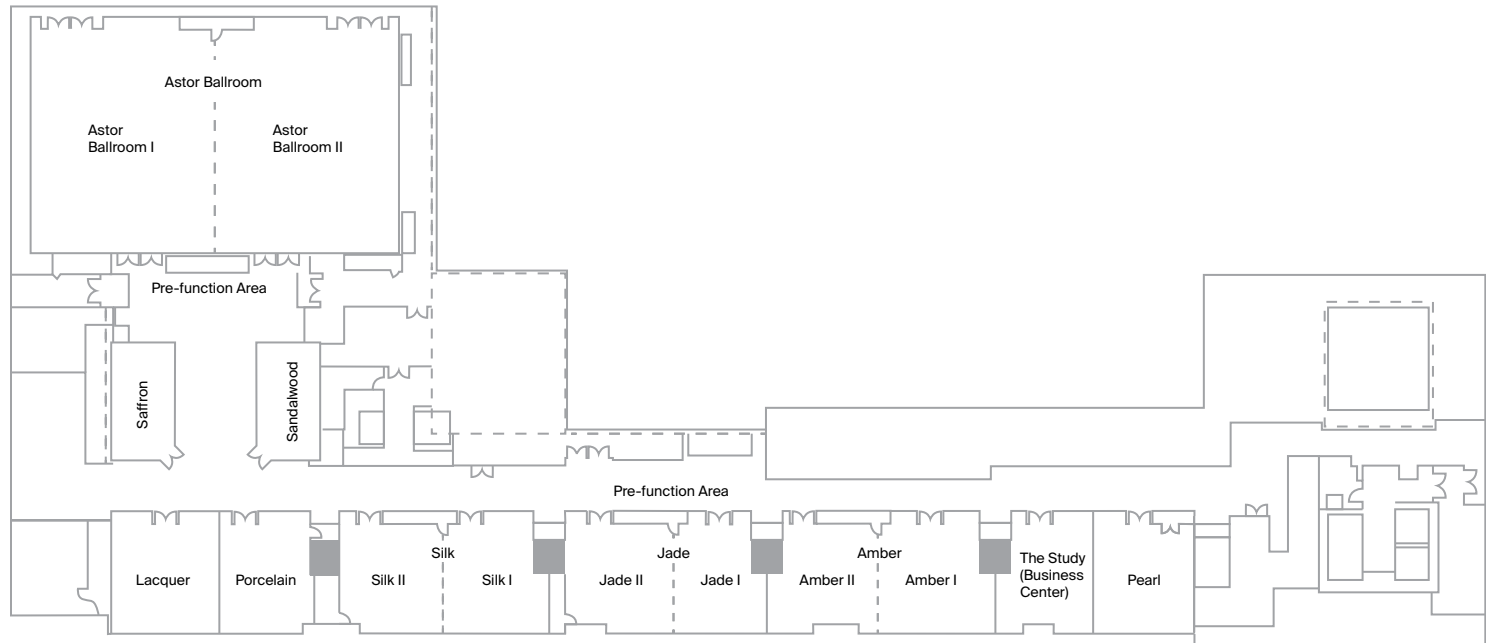 Astor Ballroom
Astor
Ballroom I
Astor
Ballroom II
Pre-function Area
Saffron
Sandalwood
Pre-function Area
Lacquer
Porcelain
Silk
Silk II
Silk I
Jade
Jade II
Jade I
Amber
Amber II
Amber I
The Study
(Business
Center)
Pearl